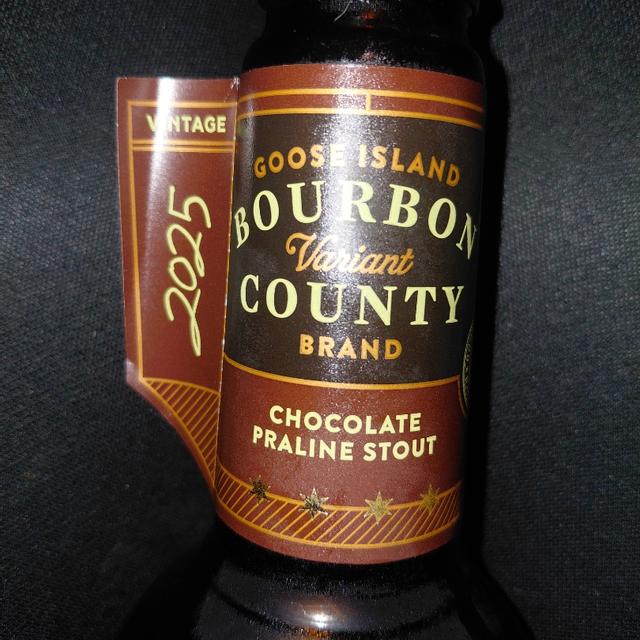 VINTAGE
2025
GOOSE ISLAND
BOURBON
Variant
COUNTY
BRAND
CHOCOLATE
PRALINE STOUT